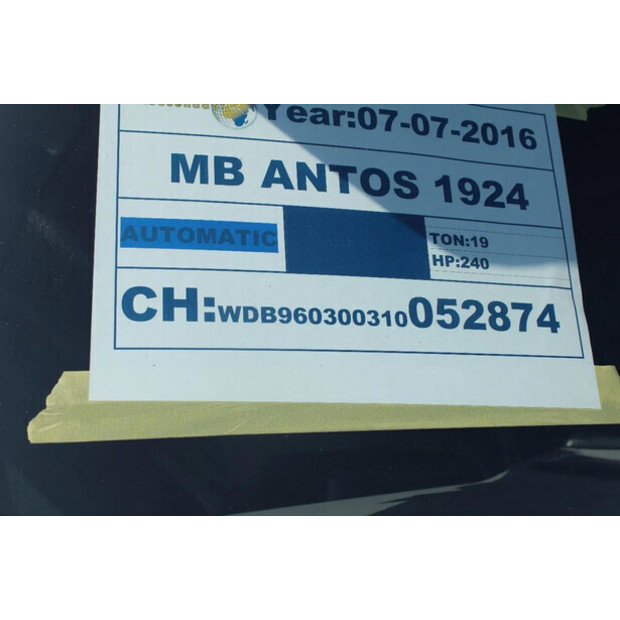 Year:07-07-2016
MB ANTOS 1924
AUTOMATIC
TON:19
HP:240
CH:WDB960300310052874